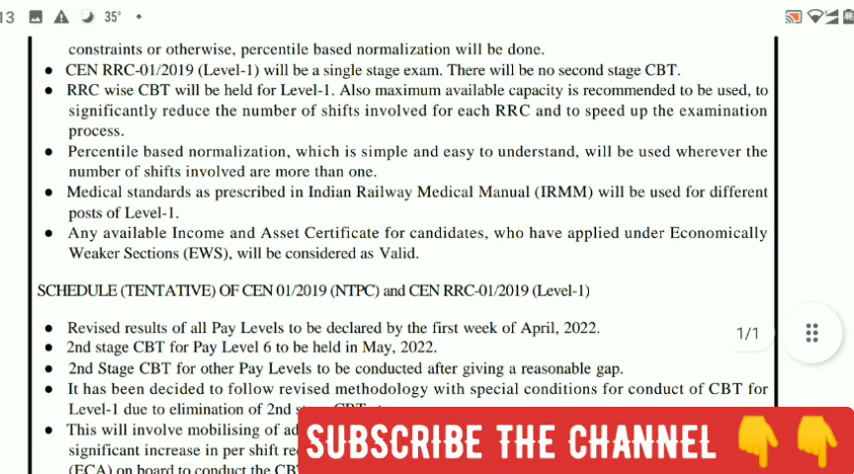 13 35°
constraints or otherwise, percentile based normalization will be done.
• CEN RRC-01/2019 (Level-1) will be a single stage exam. There will be no second stage CBT.
• RRC wise CBT will be held for Level-1. Also maximum available capacity is recommended to be used, to
significantly reduce the number of shifts involved for each RRC and to speed up the examination
process.
• Percentile based normalization, which is simple and easy to understand, will be used wherever the
number of shifts involved are more than one.
• Medical standards as prescribed in Indian Railway Medical Manual (IRMM) will be used for different
posts of Level-1.
• Any available Income and Asset Certificate for candidates, who have applied under Economically
Weaker Sections (EWS), will be considered as Valid.
SCHEDULE (TENTATIVE) OF CEN 01/2019 (NTPC) and CEN RRC-01/2019 (Level-1)
• Revised results of all Pay Levels to be declared by the first week of April, 2022.
1/1
• 2nd stage CBT for Pay Level 6 to be held in May, 2022.
• 2nd Stage CBT for other Pay Levels to be conducted after giving a reasonable gap.
• It has been decided to follow revised methodology with special conditions for conduct of CBT for
Level-1 due to elimination of 2nd
• This will involve mobilising of ad
significant increase in per shift re
(ECA) on board to conduct the CB
SUBSCRIBE THE CHANNEL